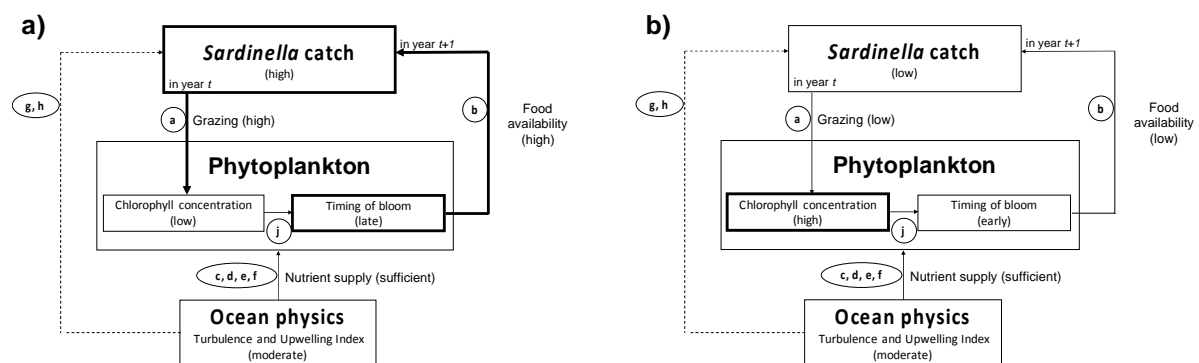 a)
Sardinella catch
(high)
in year t+1
in year t
g, h
a
Grazing (high)
b
Food
availability
(high)
Phytoplankton
Chlorophyll concentration
(low)
Timing of bloom
(late)
j
c, d, e, f
Nutrient supply (sufficient)
Ocean physics
Turbulence and Upwelling Index
(moderate)
b)
Sardinella catch
(low)
in year t+1
in year t
g, h
a
Grazing (low)
b
Food
availability
(low)
Phytoplankton
Chlorophyll concentration
(high)
Timing of bloom
(early)
j
c, d, e, f
Nutrient supply (sufficient)
Ocean physics
Turbulence and Upwelling Index
(moderate)